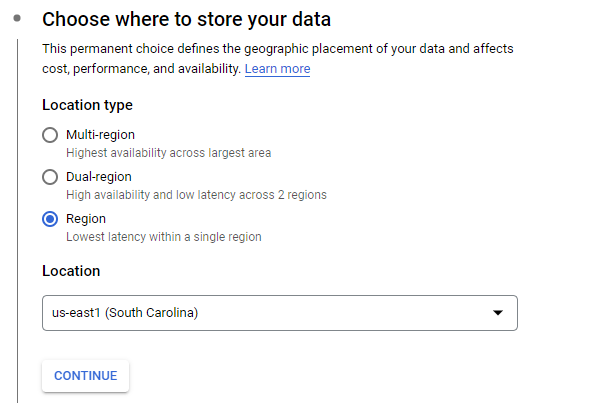 Choose where to store your data
This permanent choice defines the geographic placement of your data and affects
cost, performance, and availability. Learn more
Location type
Multi-region
Highest availability across largest area
Dual-region
High availability and low latency across 2 regions
Region
Lowest latency within a single region
Location
us-east1 (South Carolina)
CONTINUE